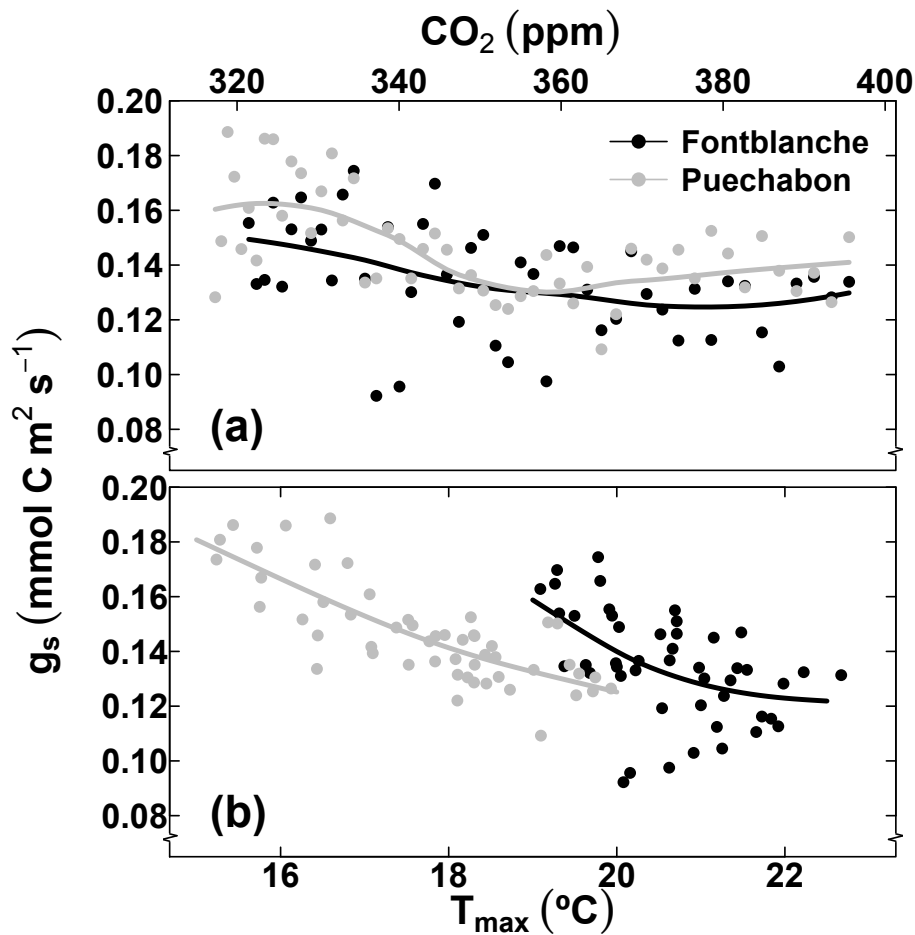 CO₂ (ppm)
320 340 360 380 400
0.20
0.18
0.16
0.14
0.12
0.10
0.08
Fontblanche
Puechabon
(a)
gₛ (mmol C m² s⁻¹)
0.20
0.18
0.16
0.14
0.12
0.10
0.08
(b)
16 18 20 22
Tmax (ºC)